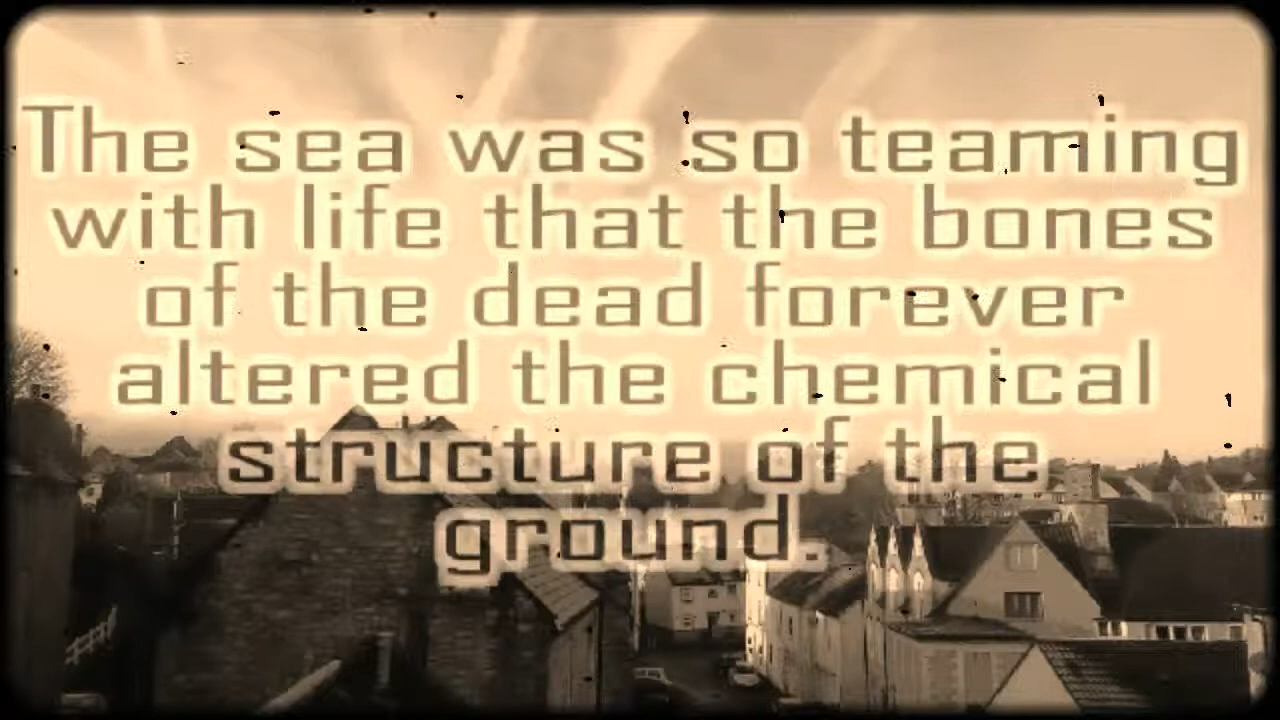 The sea was so teaming
with life that the bones
of the dead forever
altered the chemical
structure of the
ground.